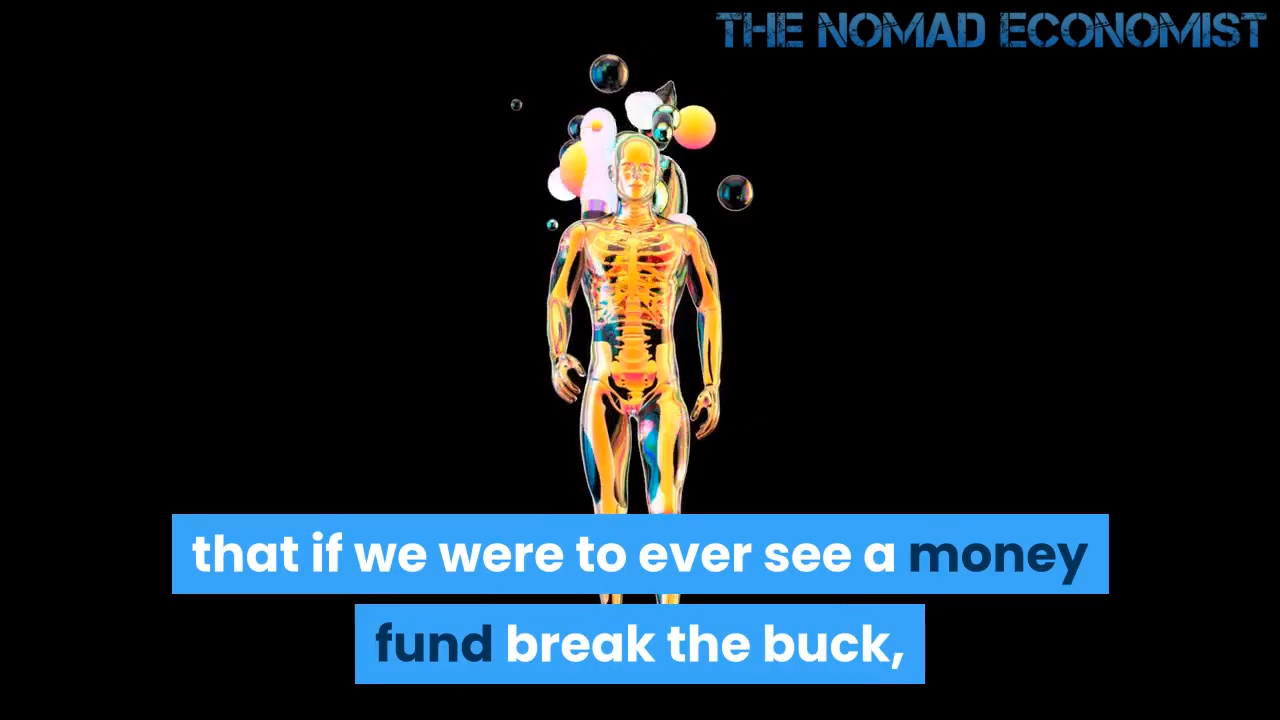 THE NOMAD ECONOMIST
that if we were to ever see a money
fund break the buck,